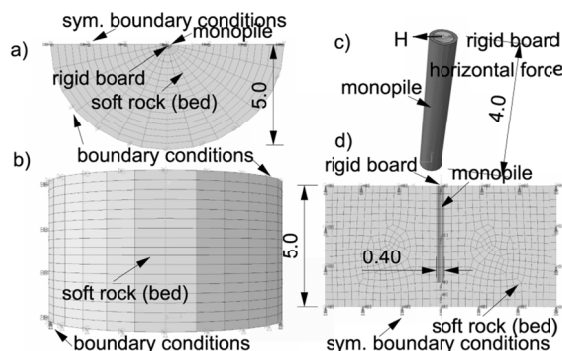 a)
sym. boundary conditions
monopile
rigid board
soft rock (bed)
5.0
boundary conditions
b)
soft rock (bed)
5.0
boundary conditions
c)
H
rigid board
horizontal force
monopile
4.0
d)
rigid board
monopile
0.40
soft rock (bed)
sym. boundary conditions